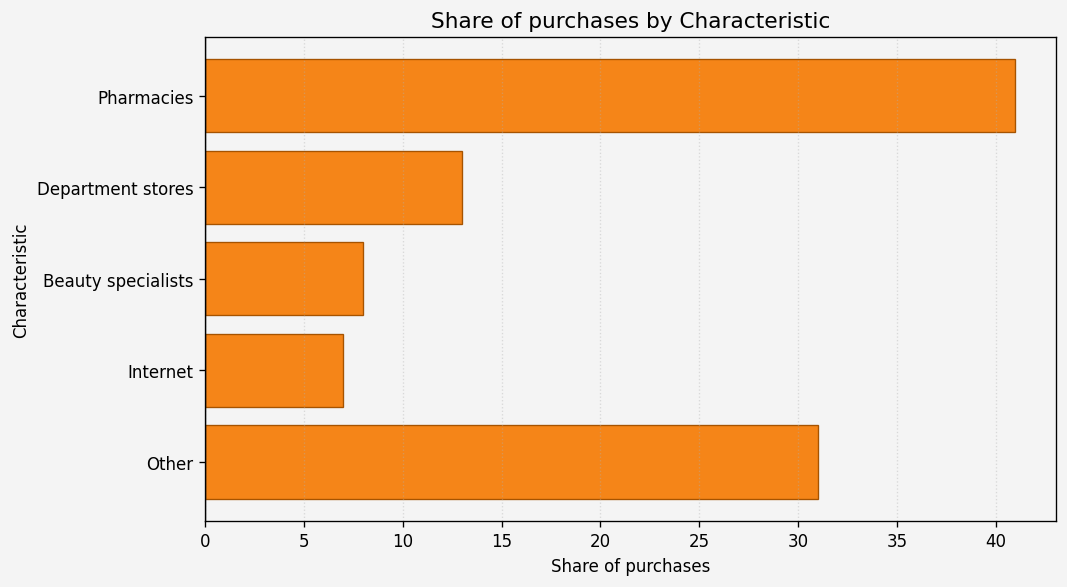 Share of purchases by Characteristic
Characteristic
Pharmacies
Department stores
Beauty specialists
Internet
Other
0 5 10 15 20 25 30 35 40
Share of purchases